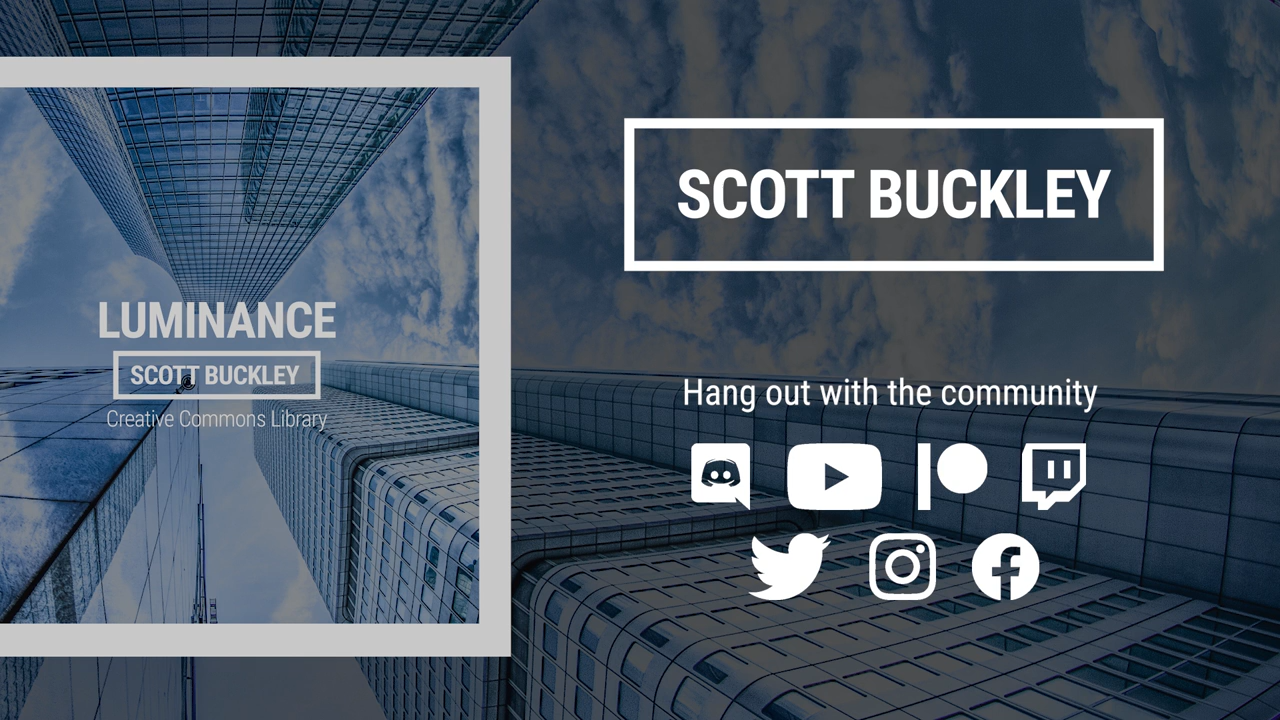 LUMINANCE
SCOTT BUCKLEY
Creative Commons Library
SCOTT BUCKLEY
Hang out with the community